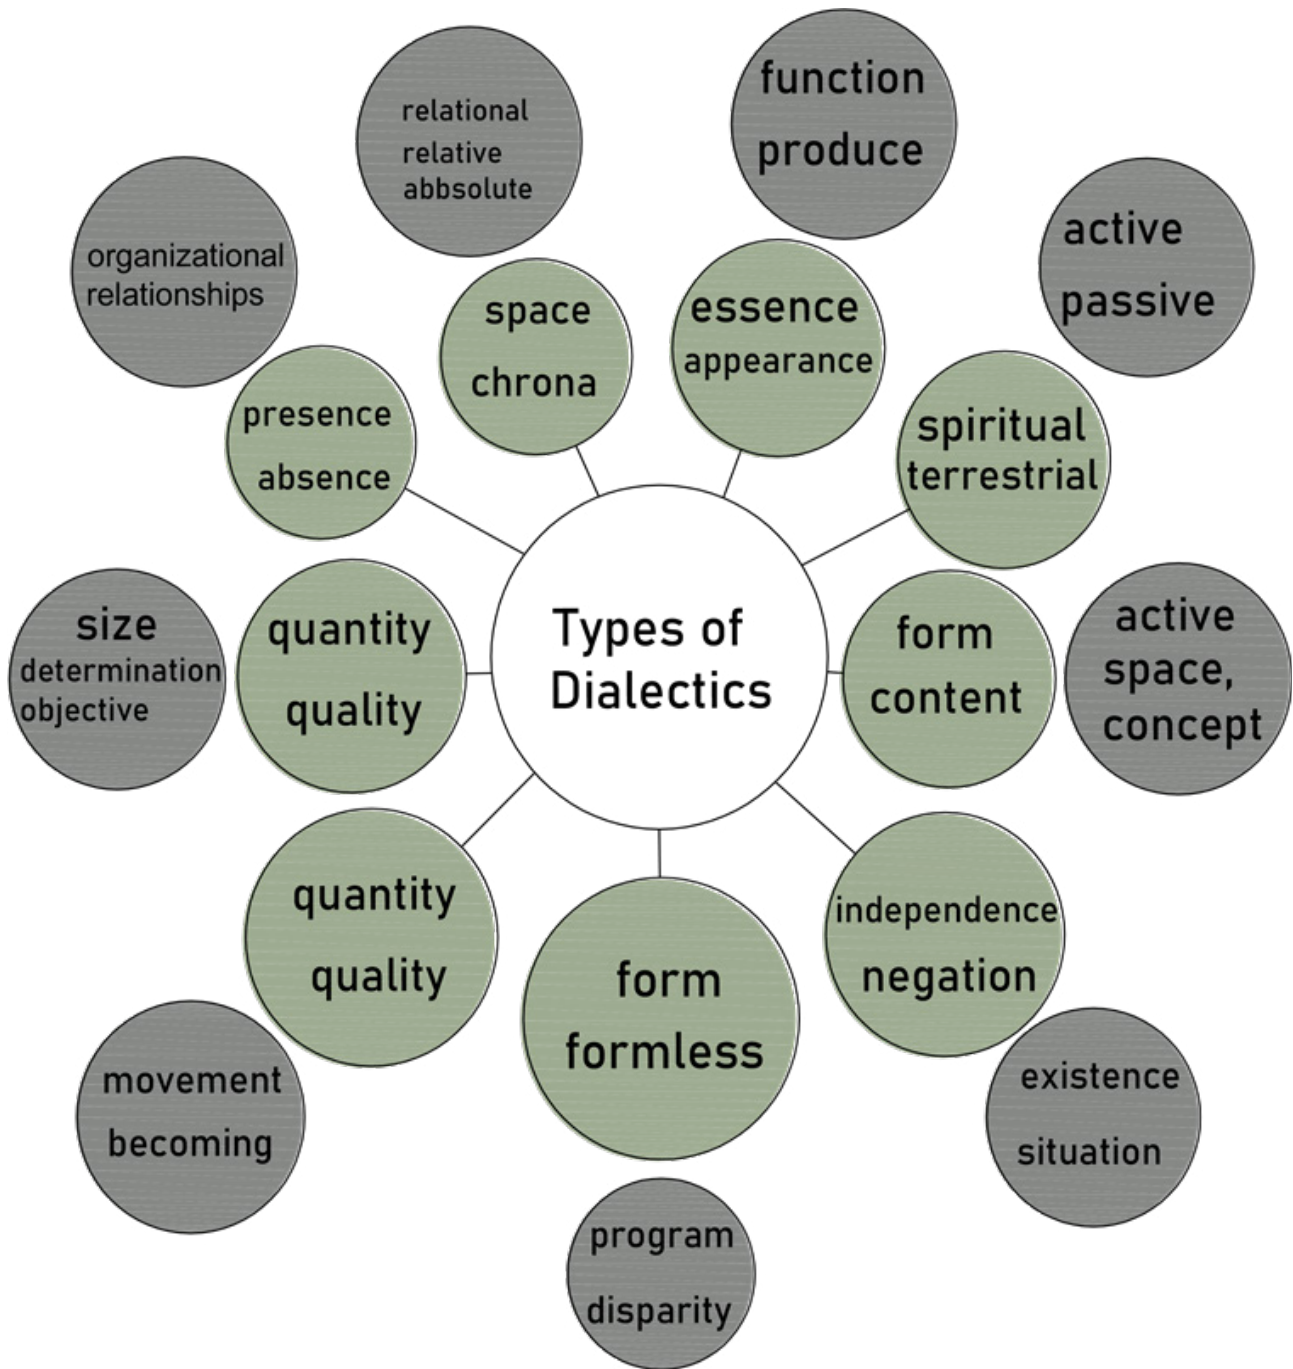 Types of
Dialectics
function
produce
essence
appearance
active
passive
spiritual
terrestrial
active
space,
concept
form
content
existence
situation
independence
negation
program
disparity
form
formless
movement
becoming
quantity
quality
size
determination
objective
quantity
quality
organizational
relationships
presence
absence
relational
relative
abbsolute
space
chrona